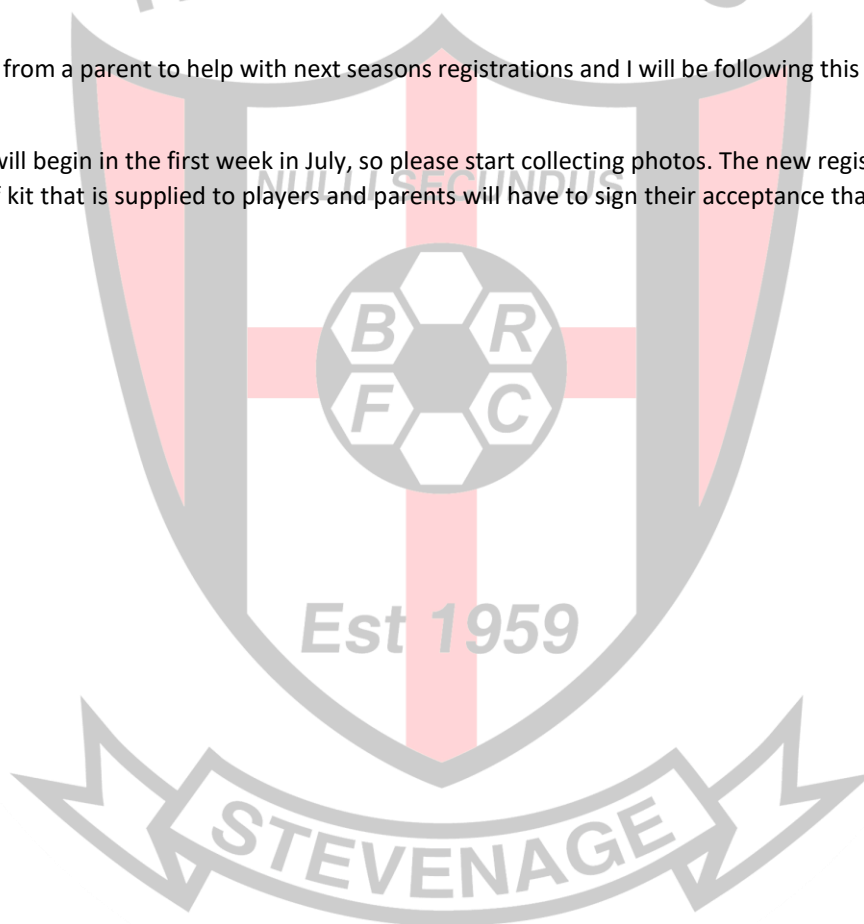 from a parent to help with next seasons registrations and I will be following this
will begin in the first week in July, so please start collecting photos. The new regis
kit that is supplied to players and parents will have to sign their acceptance tha
NULLI SECUNDUS
B R
F C
Est 1959
STEVENAGE